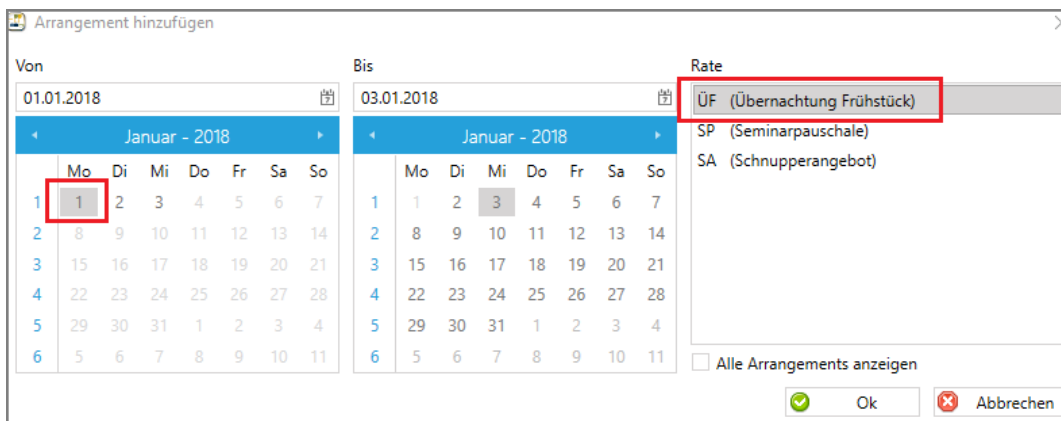 Arrangement hinzufügen
Von
01.01.2018
Januar - 2018
Mo Di Mi Do Fr Sa So
1 1 2 3 4 5 6 7
2 8 9 10 11 12 13 14
3 15 16 17 18 19 20 21
4 22 23 24 25 26 27 28
5 29 30 31 1 2 3 4
6 5 6 7 8 9 10 11
Bis
03.01.2018
Januar - 2018
Mo Di Mi Do Fr Sa So
1 1 2 3 4 5 6 7
2 8 9 10 11 12 13 14
3 15 16 17 18 19 20 21
4 22 23 24 25 26 27 28
5 29 30 31 1 2 3 4
6 5 6 7 8 9 10 11
Rate
ÜF (Übernachtung Frühstück)
SP (Seminarpauschale)
SA (Schnupperangebot)
Alle Arrangements anzeigen
Ok Abbrechen